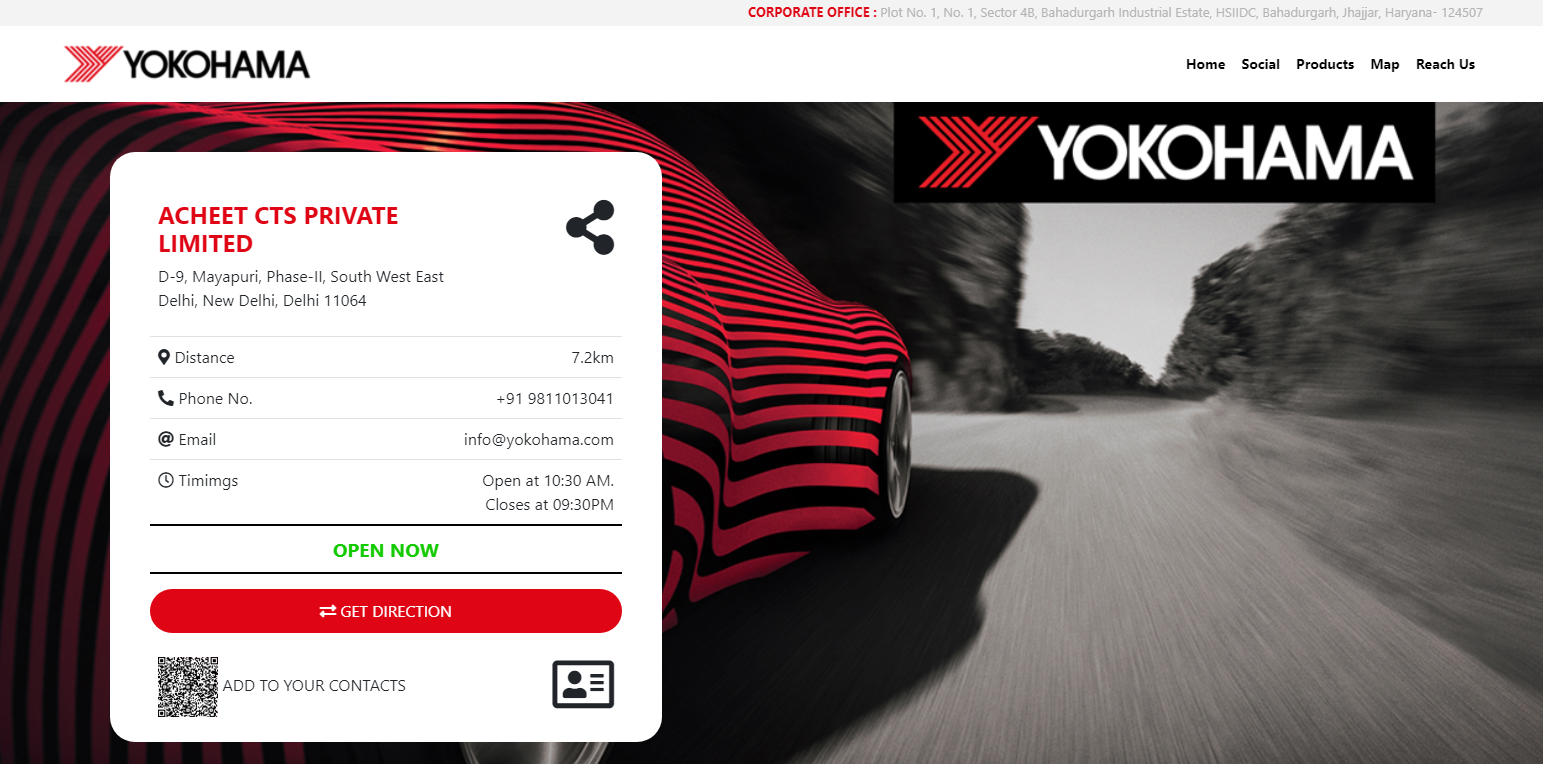 CORPORATE OFFICE : Plot No. 1, No. 1, Sector 4B, Bahadurgarh Industrial Estate, HSIIDC, Bahadurgarh, Jhajjar, Haryana- 124507
YOKOHAMA
Home Social Products Map Reach Us
YOKOHAMA
ACHEET CTS PRIVATE
LIMITED
D-9, Mayapuri, Phase-II, South West East
Delhi, New Delhi, Delhi 11064
Distance 7.2km
Phone No. +91 9811013041
Email info@yokohama.com
Timimgs Open at 10:30 AM.
Closes at 09:30PM
OPEN NOW
GET DIRECTION
ADD TO YOUR CONTACTS